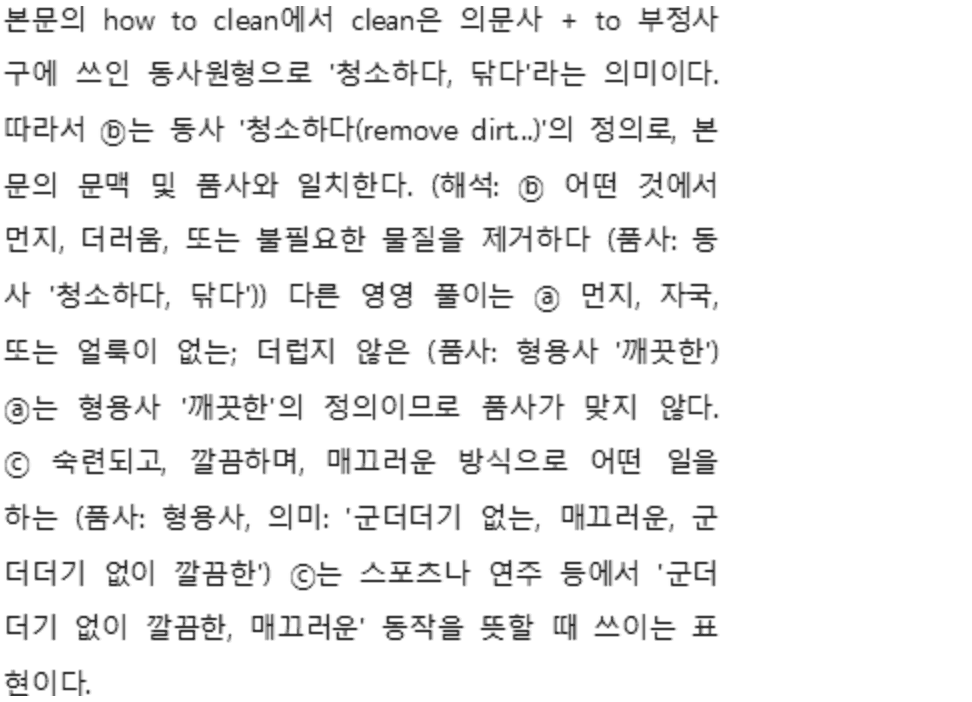 본문의 how to clean에서 clean은 의문사 + to 부정사
구에 쓰인 동사원형으로 '청소하다, 닦다'라는 의미이다.
따라서 ⓑ는 동사 '청소하다(remove dirt...)'의 정의로, 본
문의 문맥 및 품사와 일치한다. (해석: ⓑ 어떤 것에서
먼지, 더러움, 또는 불필요한 물질을 제거하다 (품사: 동
사 '청소하다, 닦다')) 다른 영영 풀이는 ⓐ 먼지, 자국,
또는 얼룩이 없는; 더럽지 않은 (품사: 형용사 '깨끗한')
ⓐ는 형용사 '깨끗한'의 정의이므로 품사가 맞지 않다.
ⓒ 숙련되고, 깔끔하며, 매끄러운 방식으로 어떤 일을
하는 (품사: 형용사, 의미: '군더더기 없는, 매끄러운, 군
더더기 없이 깔끔한') ⓒ는 스포츠나 연주 등에서 '군더
더기 없이 깔끔한, 매끄러운' 동작을 뜻할 때 쓰이는 표
현이다.